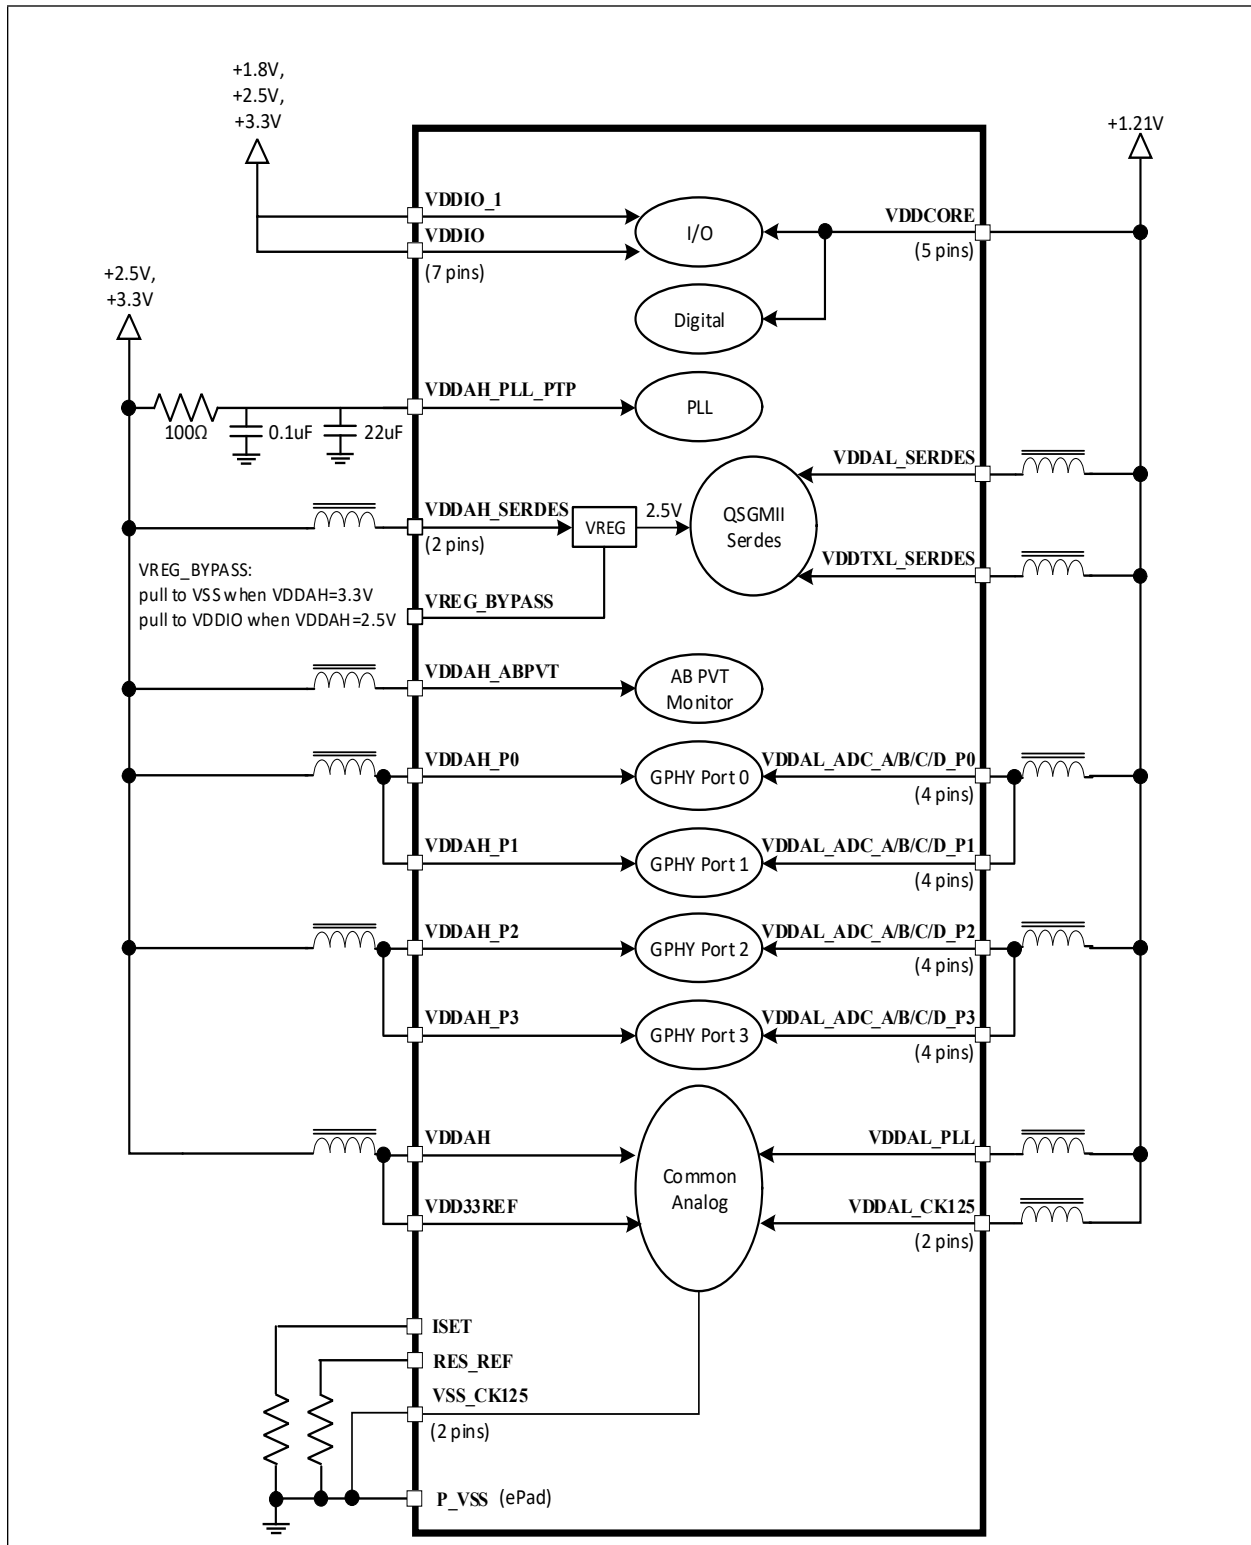 +1.8V,
+2.5V,
+3.3V
+1.21V
VDDIO_1
VDDIO
(7 pins)
I/O
VDDCORE
(5 pins)
+2.5V,
+3.3V
Digital
VDDAH_PLL_PTP
PLL
100Ω
0.1uF
22uF
VDDAL_SERDES
VDDAH_SERDES
(2 pins)
VREG
2.5V
QSGMII
Serdes
VDDTXL_SERDES
VREG_BYPASS:
pull to VSS when VDDAH=3.3V
pull to VDDIO when VDDAH=2.5V
VREG_BYPASS
VDDAH_ABPVT
AB PVT
Monitor
VDDAH_P0
GPHY Port 0
VDDAL_ADC_A/B/C/D_P0
(4 pins)
VDDAH_P1
GPHY Port 1
VDDAL_ADC_A/B/C/D_P1
(4 pins)
VDDAH_P2
GPHY Port 2
VDDAL_ADC_A/B/C/D_P2
(4 pins)
VDDAH_P3
GPHY Port 3
VDDAL_ADC_A/B/C/D_P3
(4 pins)
VDDAH
Common
Analog
VDDAL_PLL
VDD33REF
VDDAL_CK125
(2 pins)
ISET
RES_REF
VSS_CK125
(2 pins)
P_VSS (ePad)